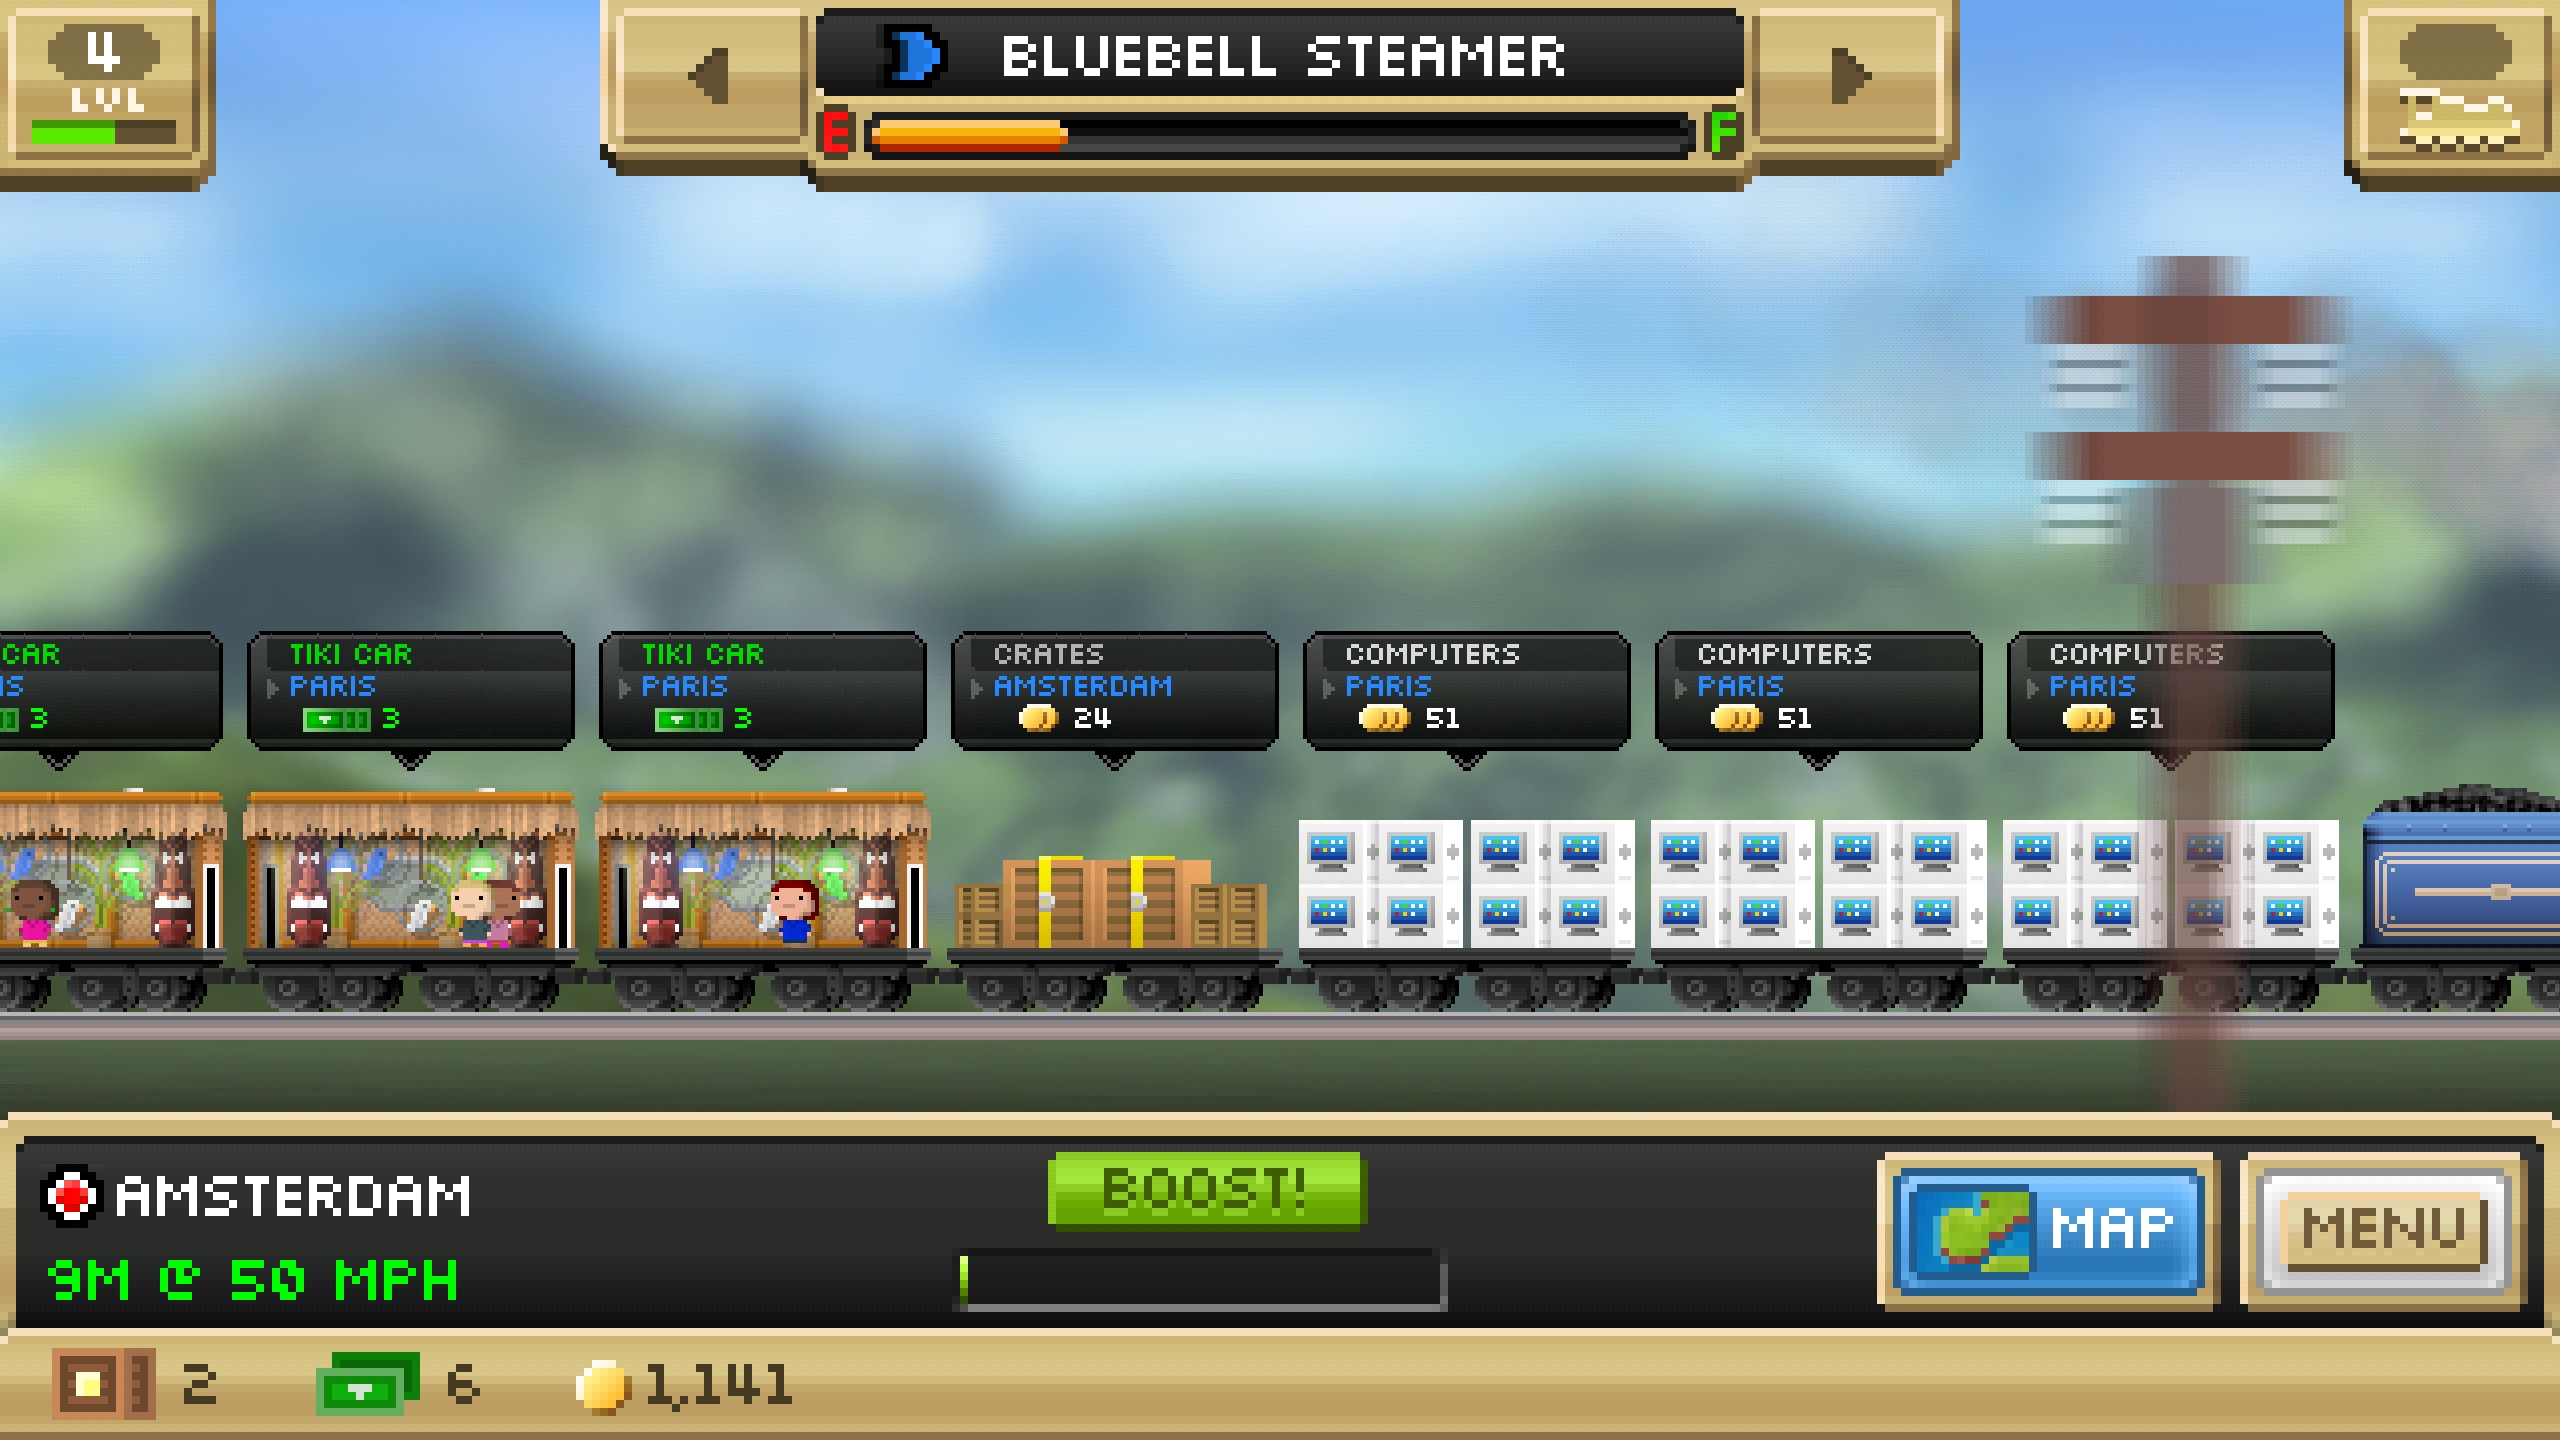 4
LVL
BLUEBELL STEAMER
E F
CAR
IS
3
TIKI CAR
PARIS
3
TIKI CAR
PARIS
3
CRATES
AMSTERDAM
24
COMPUTERS
PARIS
51
COMPUTERS
PARIS
51
COMPUTERS
PARIS
51
AMSTERDAM
9M @ 50 MPH
BOOST!
MAP
MENU
2 6 1,141